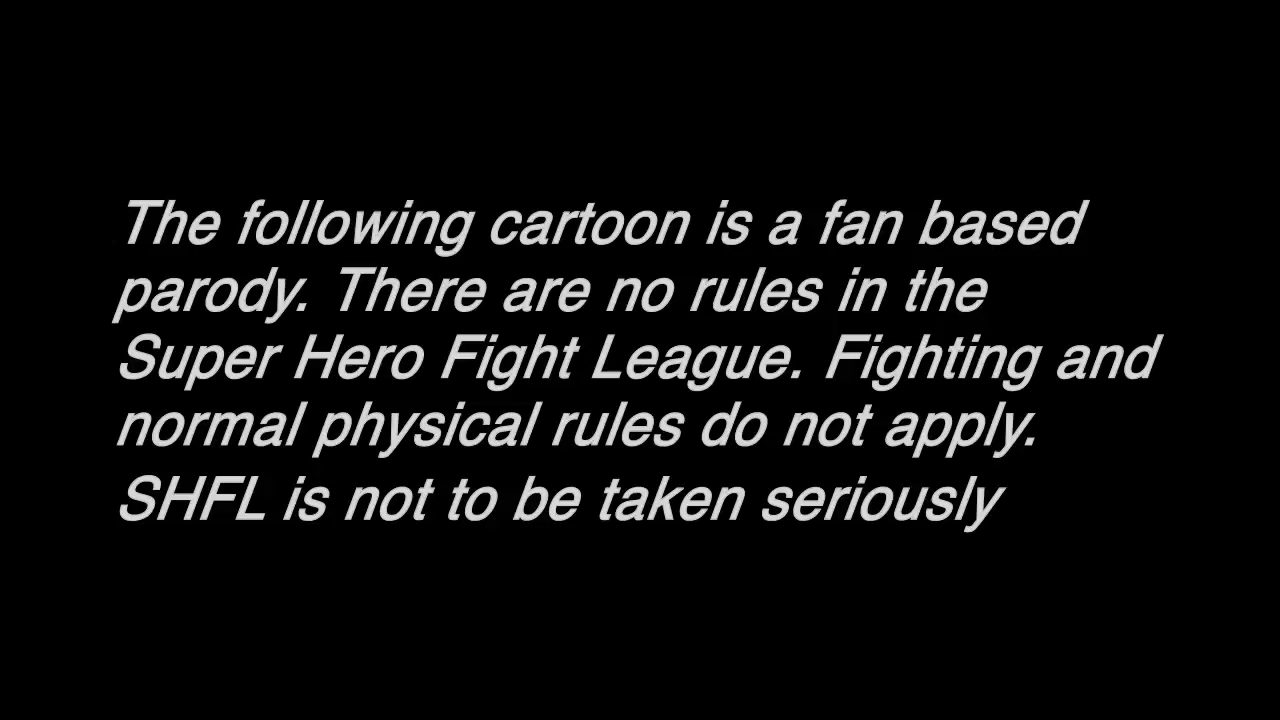 The following cartoon is a fan based
parody. There are no rules in the
Super Hero Fight League. Fighting and
normal physical rules do not apply.
SHFL is not to be taken seriously